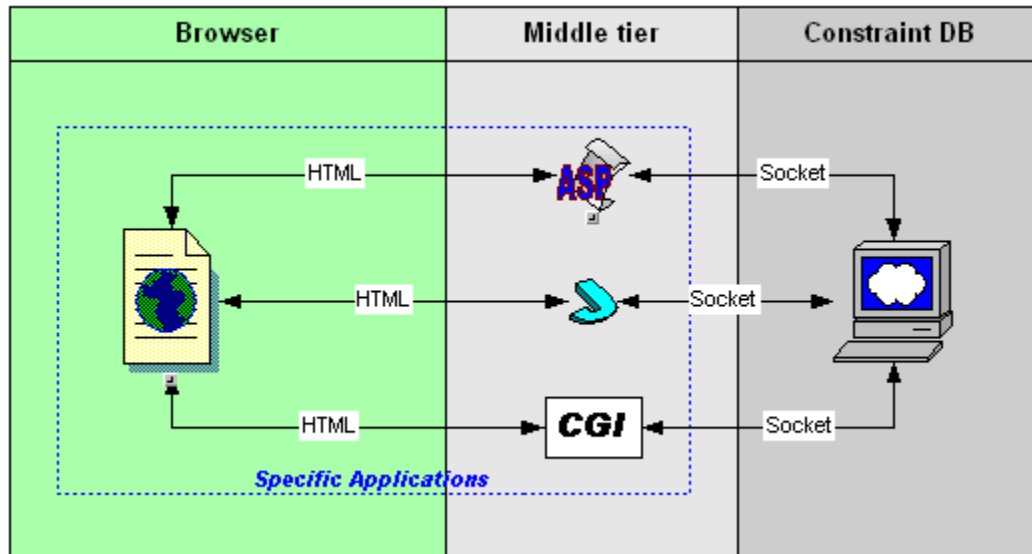 Browser
Middle tier
Constraint DB
HTML
ASP
Socket
HTML
Socket
HTML
CGI
Socket
Specific Applications